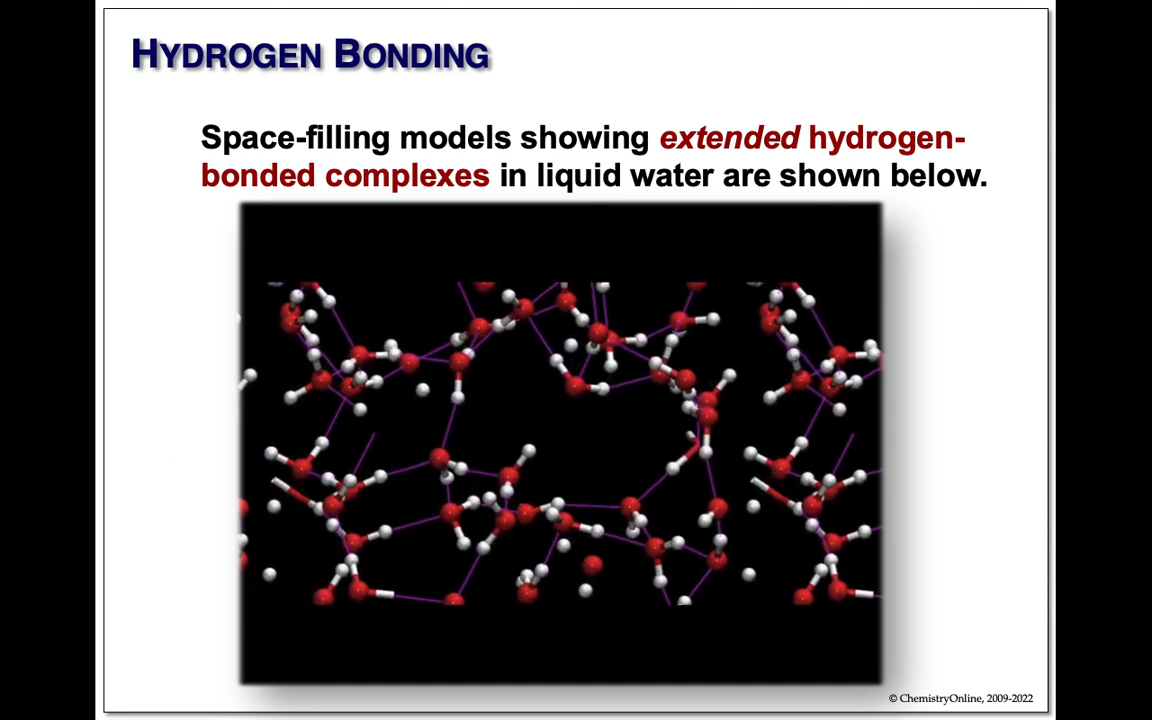 HYDROGEN BONDING
Space-filling models showing extended hydrogen-
bonded complexes in liquid water are shown below.
© ChemistryOnline, 2009-2022